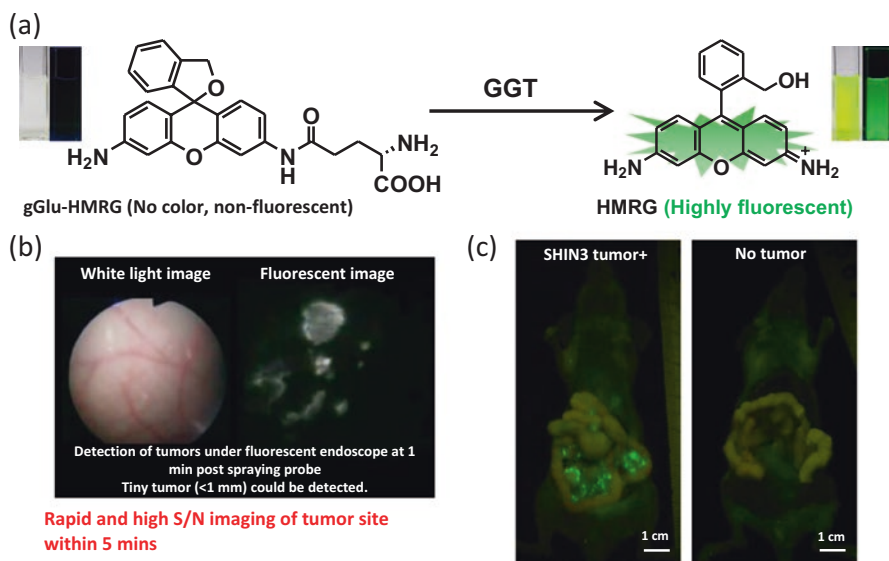 (a)
O
H₂N
O
N
H
O
NH₂
COOH
gGlu-HMRG (No color, non-fluorescent)
GGT
OH
H₂N
O
NH₂
+
HMRG (Highly fluorescent)
(b)
White light image
Fluorescent image
Detection of tumors under fluorescent endoscope at 1
min post spraying probe
Tiny tumor (<1 mm) could be detected.
Rapid and high S/N imaging of tumor site
within 5 mins
(c)
SHIN3 tumor+
No tumor
1 cm
1 cm